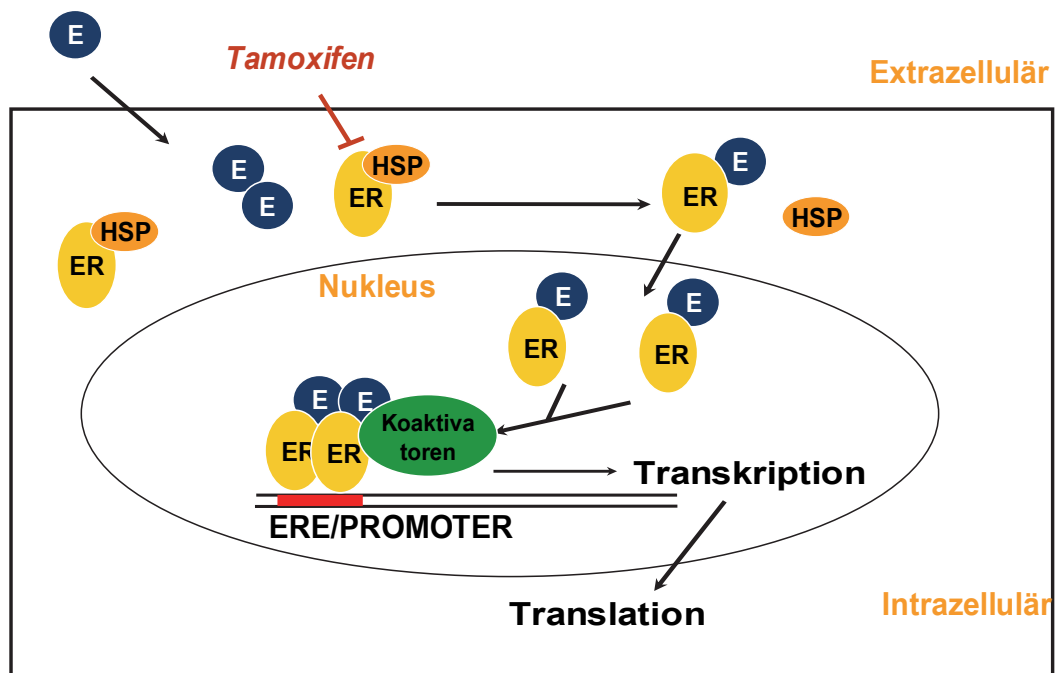 E
Tamoxifen
Extrazellulär
E
E
HSP
ER
E
ER
HSP
HSP
ER
Nukleus
E
ER
E
ER
E
E
ER
ER
Koaktiva
toren
Transkription
ERE/PROMOTER
Translation
Intrazellulär